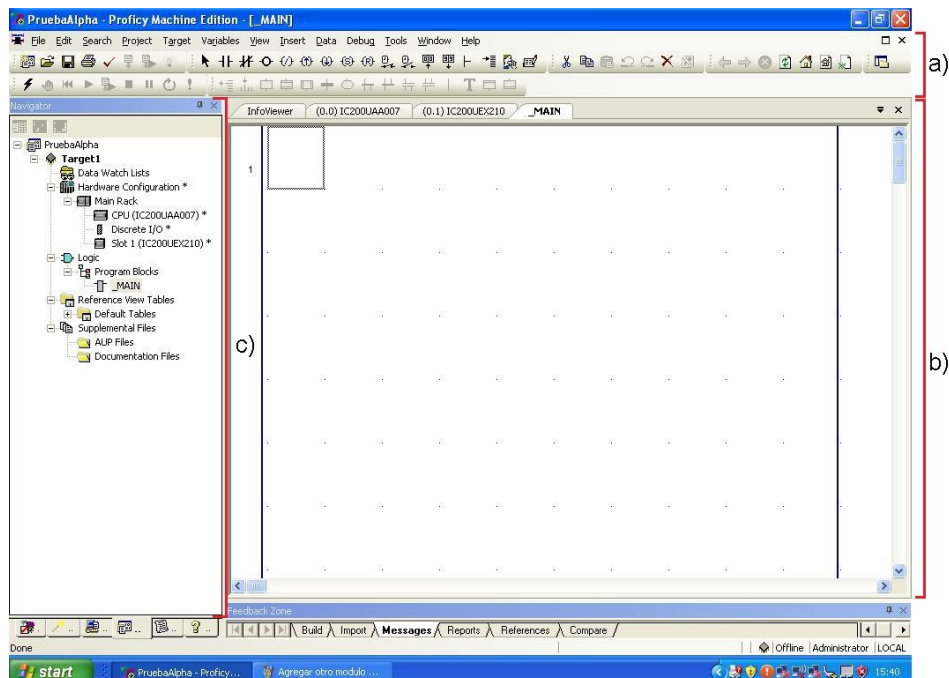 PruebaAlpha - Proficy Machine Edition - [_MAIN]
File Edit Search Project Target Variables View Insert Data Debug Tools Window Help
a)
Navigator
InfoViewer (0.0) IC200UAA007 (0.1) IC200UEX210 _MAIN
PruebaAlpha
Target1
Data Watch Lists
Hardware Configuration *
Main Rack
CPU (IC200UAA007) *
Discrete I/O *
Slot 1 (IC200UEX210) *
Logic
Program Blocks
_MAIN
Reference View Tables
Default Tables
Supplemental Files
AUP Files
Documentation Files
1
c)
b)
Feedback Zone
Build Import Messages Reports References Compare
Done
Offline Administrator LOCAL
start PruebaAlpha - Proficy... Agregar otro modulo ... 15:40